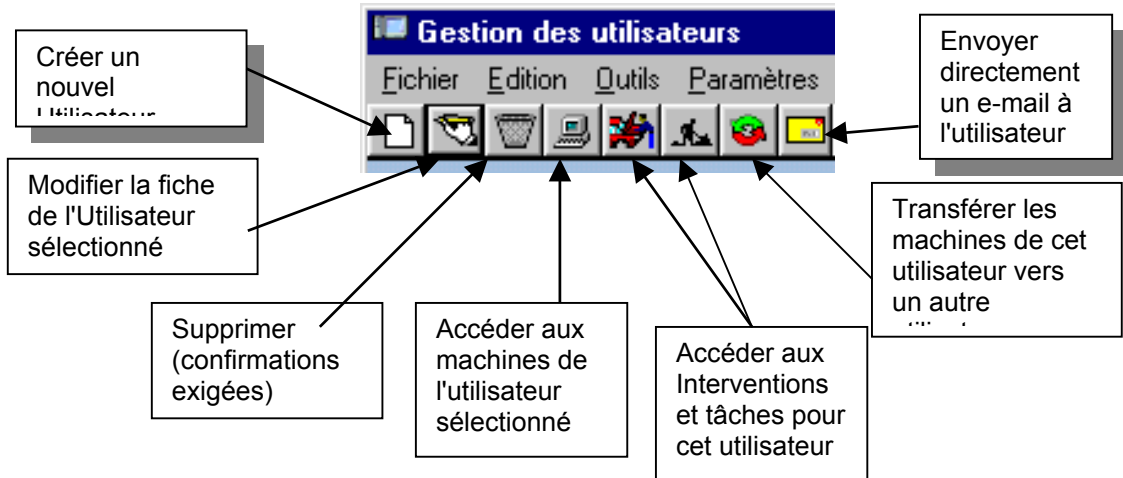 Gestion des utilisateurs
Fichier Edition Outils Paramètres
Créer un
nouvel
Utilisateur
Envoyer
directement
un e-mail à
l'utilisateur
Modifier la fiche
de l'Utilisateur
sélectionné
Transférer les
machines de cet
utilisateur vers
un autre
Supprimer
(confirmations
exigées)
Accéder aux
machines de
l'utilisateur
sélectionné
Accéder aux
Interventions
et tâches pour
cet utilisateur